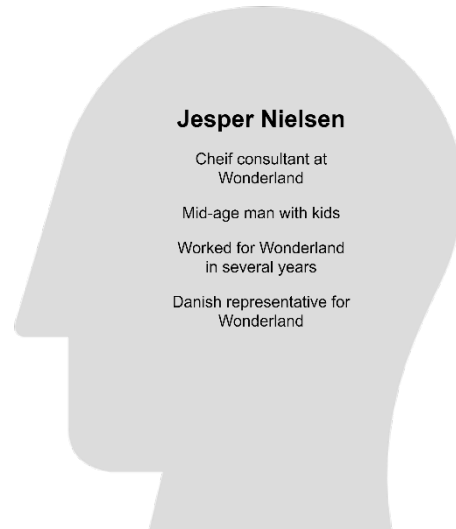 Jesper Nielsen
Cheif consultant at
Wonderland
Mid-age man with kids
Worked for Wonderland
in several years
Danish representative for
Wonderland